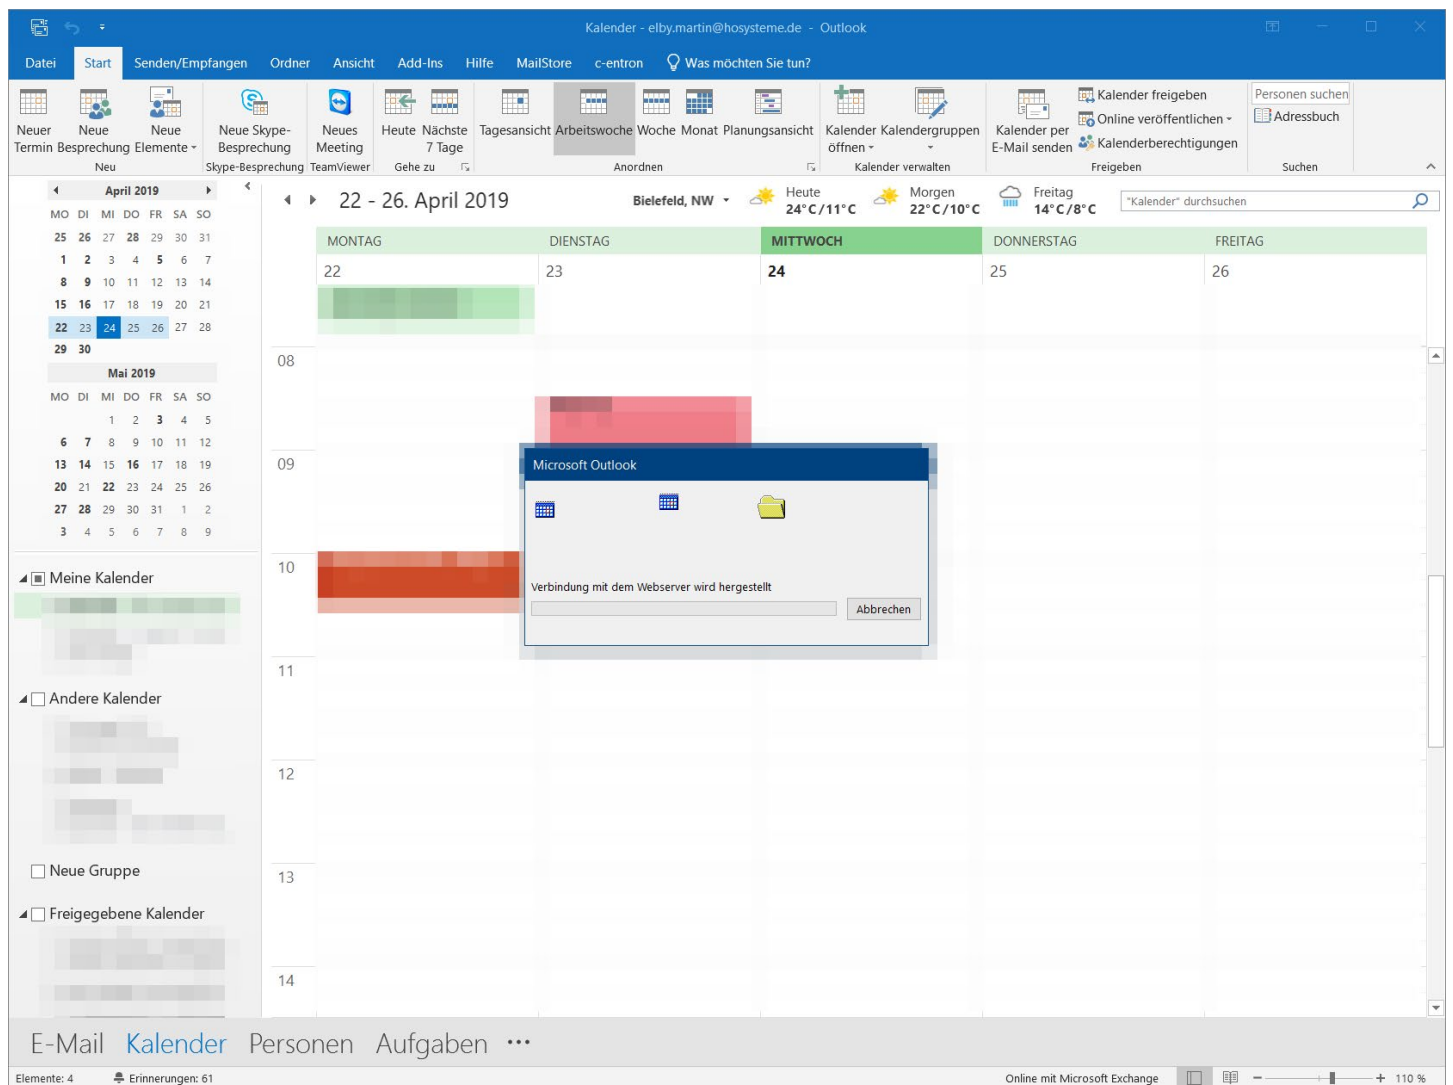 Kalender - elby.martin@hosysteme.de - Outlook
Datei Start Senden/Empfangen Ordner Ansicht Add-Ins Hilfe MailStore c-entron Was möchten Sie tun?
Neuer Termin
Neue Besprechung
Neue Elemente
Neu
Neue Skype-Besprechung
Skype-Besprechung
Neues Meeting
TeamViewer
Heute
Nächste 7 Tage
Gehe zu
Tagesansicht
Arbeitswoche
Woche
Monat
Planungsansicht
Anordnen
Kalender öffnen
Kalendergruppen
Kalender verwalten
Kalender per E-Mail senden
Kalender freigeben
Online veröffentlichen
Kalenderberechtigungen
Freigeben
Personen suchen
Adressbuch
Suchen
April 2019
MO DI MI DO FR SA SO
25 26 27 28 29 30 31
1 2 3 4 5 6 7
8 9 10 11 12 13 14
15 16 17 18 19 20 21
22 23 24 25 26 27 28
29 30
Mai 2019
MO DI MI DO FR SA SO
1 2 3 4 5
6 7 8 9 10 11 12
13 14 15 16 17 18 19
20 21 22 23 24 25 26
27 28 29 30 31 1 2
3 4 5 6 7 8 9
Meine Kalender
Andere Kalender
Neue Gruppe
Freigegebene Kalender
22 - 26. April 2019
Bielefeld, NW
Heute
24°C/11°C
Morgen
22°C/10°C
Freitag
14°C/8°C
"Kalender" durchsuchen
MONTAG DIENSTAG MITTWOCH DONNERSTAG FREITAG
22 23 24 25 26
08
09
10
11
12
13
14
Microsoft Outlook
Verbindung mit dem Webserver wird hergestellt
Abbrechen
E-Mail Kalender Personen Aufgaben ···
Elemente: 4 Erinnerungen: 61 Online mit Microsoft Exchange 110 %